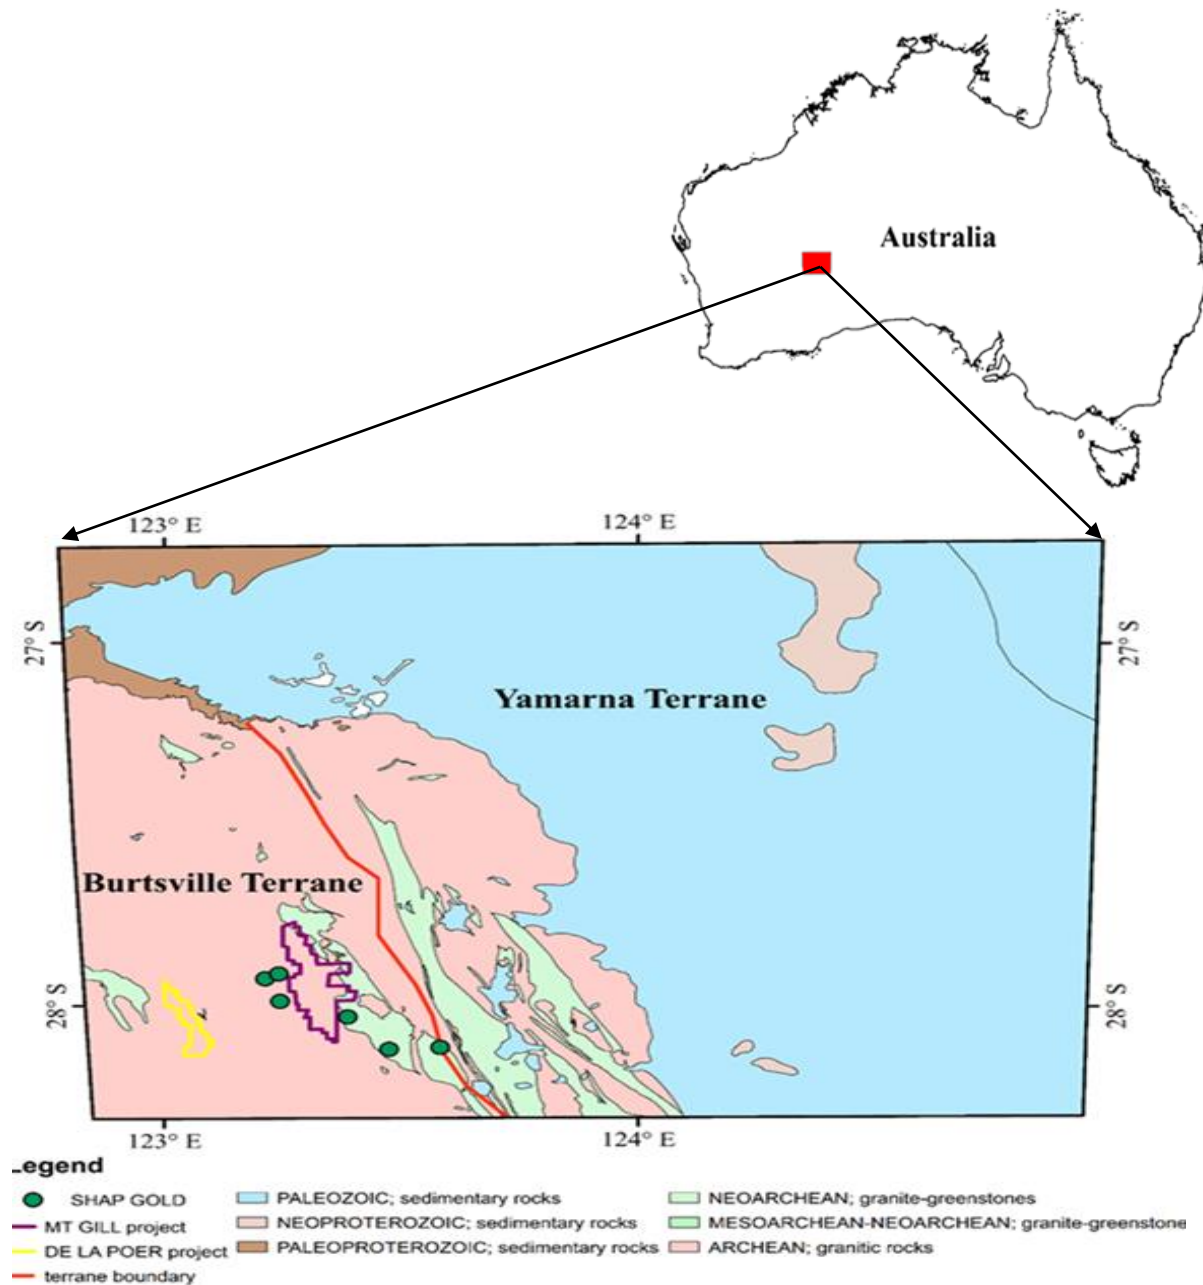 Australia
123° E
124° E
27° S
27° S
Yamarna Terrane
Burtsville Terrane
28° S
28° S
123° E
124° E
Legend
SHAP GOLD
MT GILL project
DE LA POER project
terrane boundary
PALEOZOIC; sedimentary rocks
NEOPROTEROZOIC; sedimentary rocks
PALEOPROTEROZOIC; sedimentary rocks
NEOARCHEAN; granite-greenstones
MESOARCHEAN-NEOARCHEAN; granite-greenstone
ARCHEAN; granitic rocks